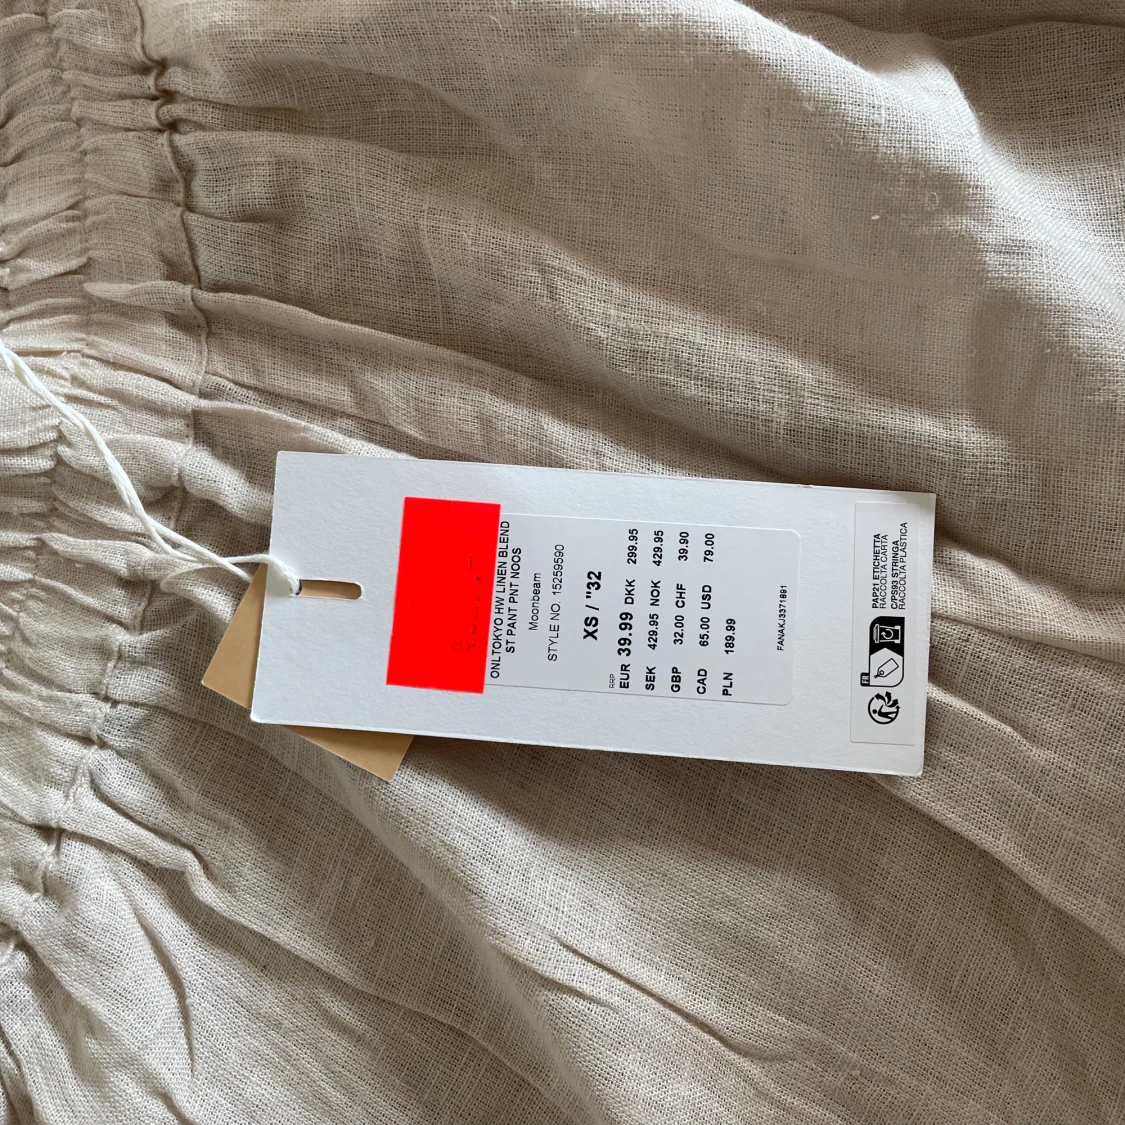 ONLTOKYO HW LINEN BLEND
ST PANT PNT NOOS
Moonbeam
STYLE NO. 15259590
XS / "32
RRP
EUR 39.99 DKK 299.95
SEK 429.95 NOK 429.95
GBP 32.00 CHF 39.90
CAD 65.00 USD 79.00
PLN 189.99
FANAKJ3371891
FR
PAP21 ETICHETTA
RACCOLTA CARTA
C/PS93 STRINGA
RACCOLTA PLASTICA